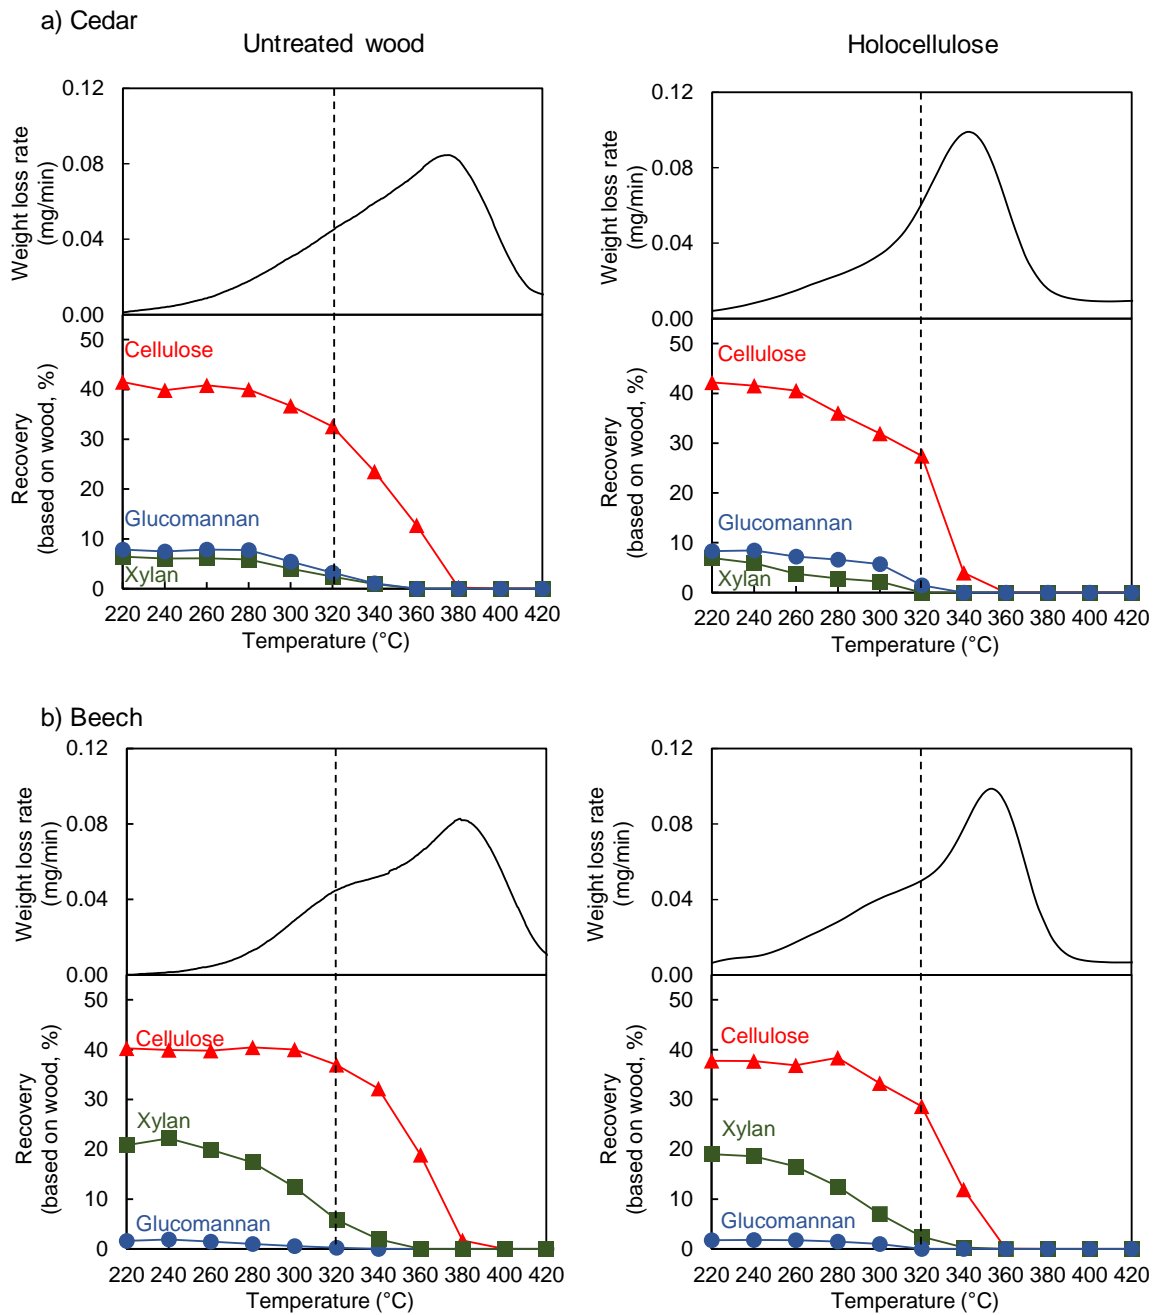 a) Cedar
Untreated wood
Holocellulose
0.12
0.08
0.04
0.00
Weight loss rate
(mg/min)
50
40
30
20
10
0
Recovery
(based on wood, %)
Cellulose
Glucomannan
Xylan
220 240 260 280 300 320 340 360 380 400 420
Temperature (°C)
0.12
0.08
0.04
0.00
Weight loss rate
(mg/min)
50
40
30
20
10
0
Recovery
(based on wood, %)
Cellulose
Glucomannan
Xylan
220 240 260 280 300 320 340 360 380 400 420
Temperature (°C)
b) Beech
0.12
0.08
0.04
0.00
Weight loss rate
(mg/min)
50
40
30
20
10
0
Recovery
(based on wood, %)
Cellulose
Xylan
Glucomannan
220 240 260 280 300 320 340 360 380 400 420
Temperature (°C)
0.12
0.08
0.04
0.00
Weight loss rate
(mg/min)
50
40
30
20
10
0
Recovery
(based on wood, %)
Cellulose
Xylan
Glucomannan
220 240 260 280 300 320 340 360 380 400 420
Temperature (°C)